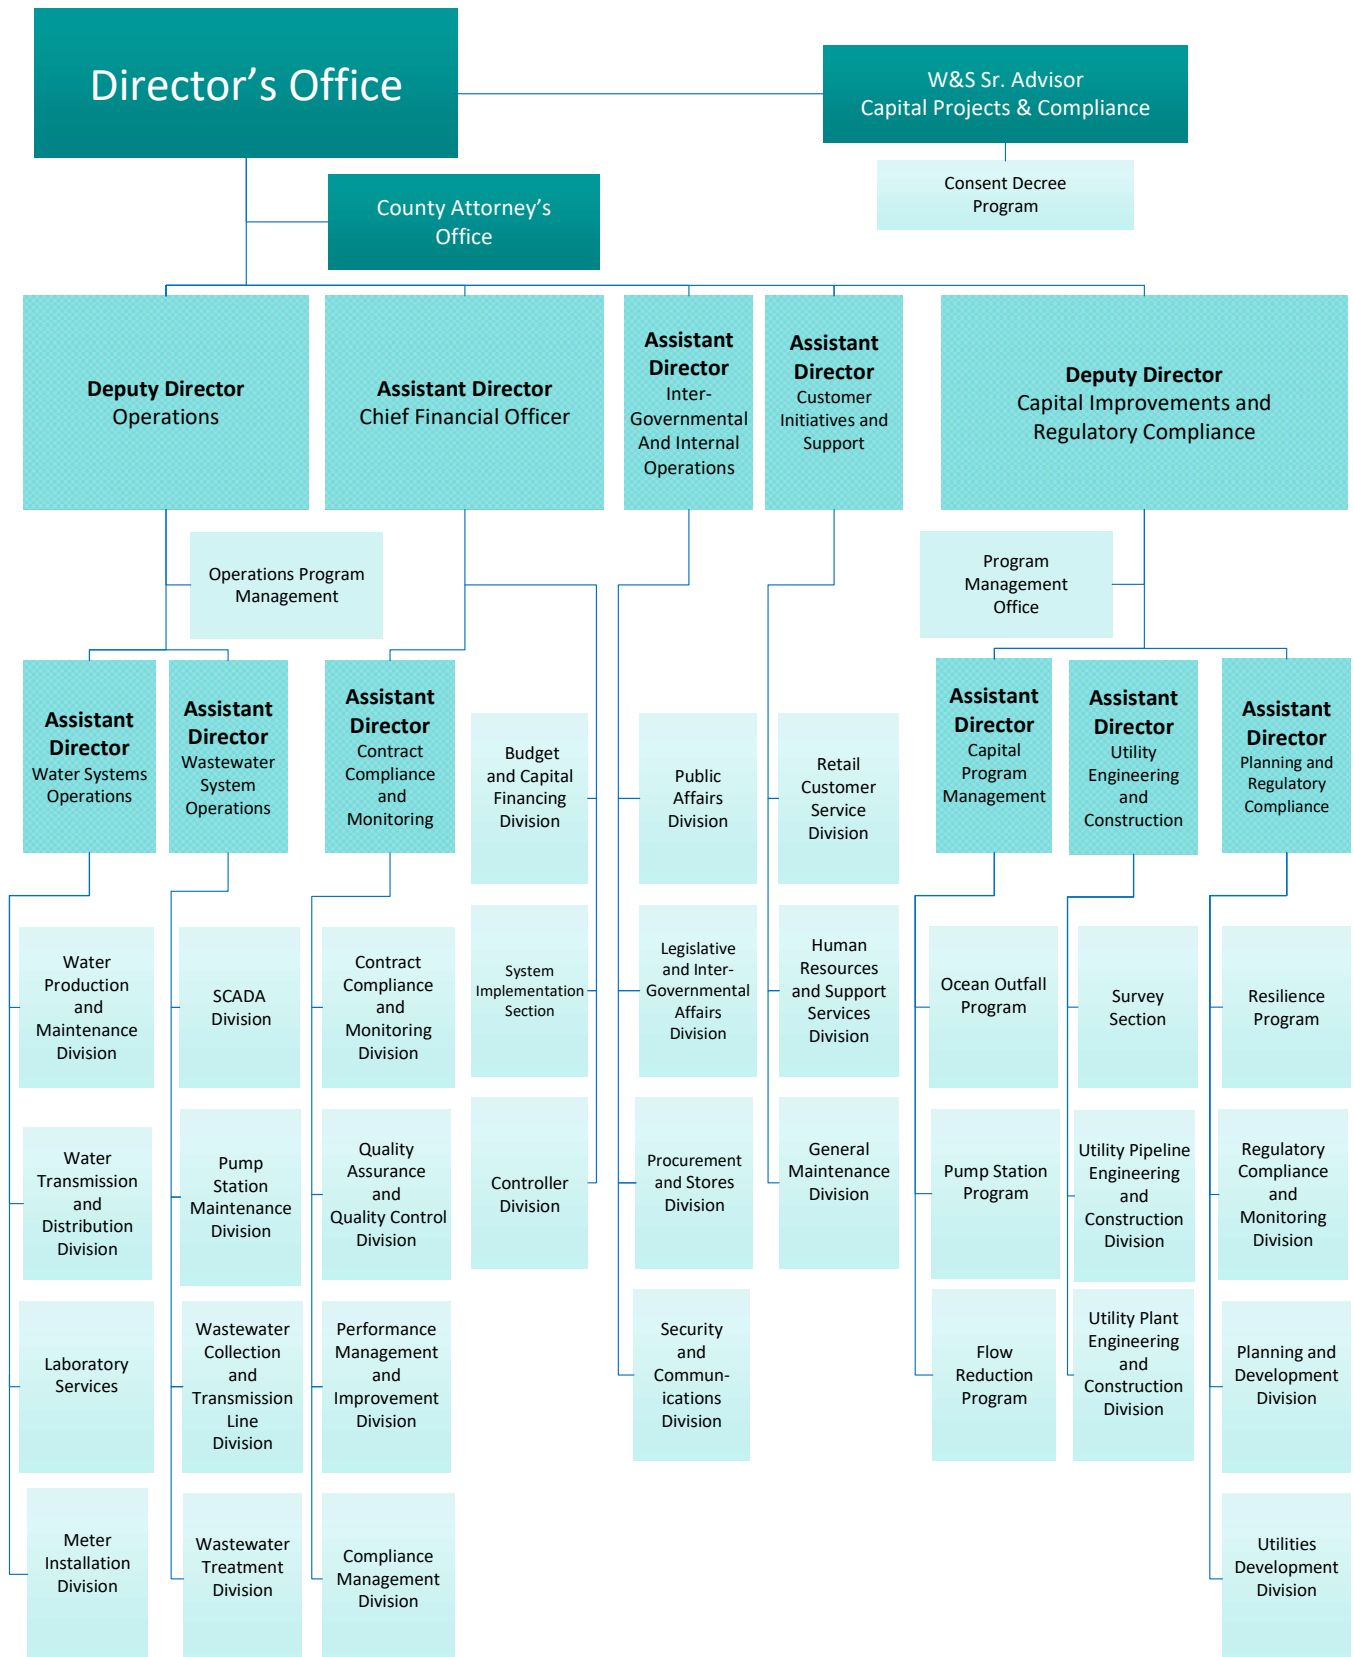 Director's Office
W&S Sr. Advisor
Capital Projects & Compliance
Consent Decree
Program
County Attorney's
Office
Deputy Director
Operations
Assistant Director
Chief Financial Officer
Assistant
Director
Inter-
Governmental
And Internal
Operations
Assistant
Director
Customer
Initiatives and
Support
Deputy Director
Capital Improvements and
Regulatory Compliance
Operations Program
Management
Program
Management
Office
Assistant
Director
Water Systems
Operations
Assistant
Director
Wastewater
System
Operations
Assistant
Director
Contract
Compliance
and
Monitoring
Budget
and Capital
Financing
Division
Public
Affairs
Division
Retail
Customer
Service
Division
Assistant
Director
Capital
Program
Management
Assistant
Director
Utility
Engineering
and
Construction
Assistant
Director
Planning and
Regulatory
Compliance
Water
Production
and
Maintenance
Division
SCADA
Division
Contract
Compliance
and
Monitoring
Division
System
Implementation
Section
Legislative
and Inter-
Governmental
Affairs
Division
Human
Resources
and Support
Services
Division
Ocean Outfall
Program
Survey
Section
Resilience
Program
Water
Transmission
and
Distribution
Division
Pump
Station
Maintenance
Division
Quality
Assurance
and
Quality Control
Division
Controller
Division
Procurement
and Stores
Division
General
Maintenance
Division
Pump Station
Program
Utility Pipeline
Engineering
and
Construction
Division
Regulatory
Compliance
and
Monitoring
Division
Laboratory
Services
Wastewater
Collection
and
Transmission
Line
Division
Performance
Management
and
Improvement
Division
Security
and
Commun-
ications
Division
Flow
Reduction
Program
Utility Plant
Engineering
and
Construction
Division
Planning and
Development
Division
Meter
Installation
Division
Wastewater
Treatment
Division
Compliance
Management
Division
Utilities
Development
Division